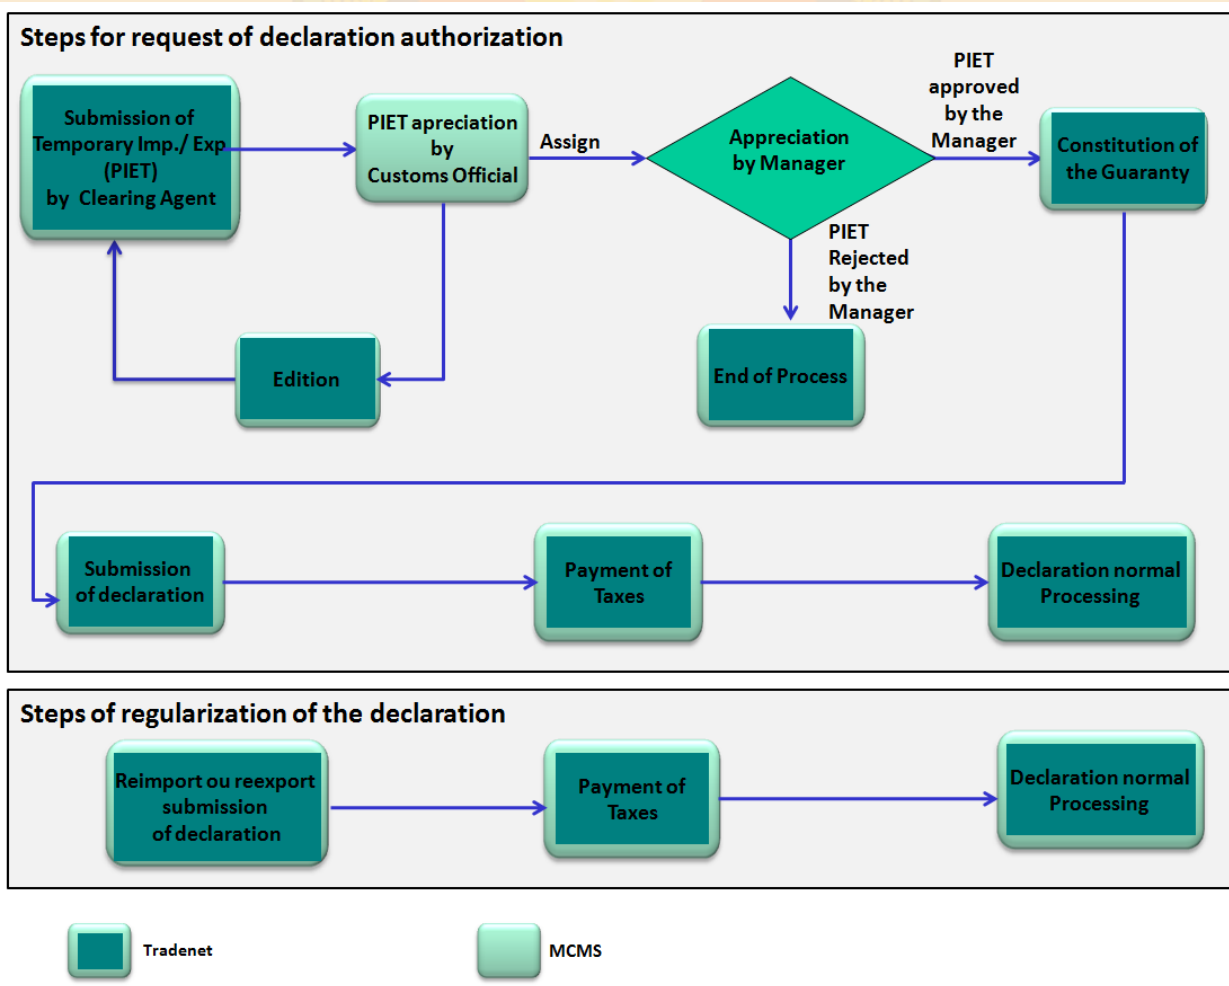 Steps for request of declaration authorization
Submission of
Temporary Imp./ Exp
(PIET)
by Clearing Agent
PIET apreciation
by
Customs Official
Assign
Appreciation
by Manager
PIET
approved
by the
Manager
Constitution of
the Guaranty
PIET
Rejected
by the
Manager
Edition
End of Process
Submission
of declaration
Payment of
Taxes
Declaration normal
Processing
Steps of regularization of the declaration
Reimport ou reexport
submission
of declaration
Payment of
Taxes
Declaration normal
Processing
Tradenet
MCMS